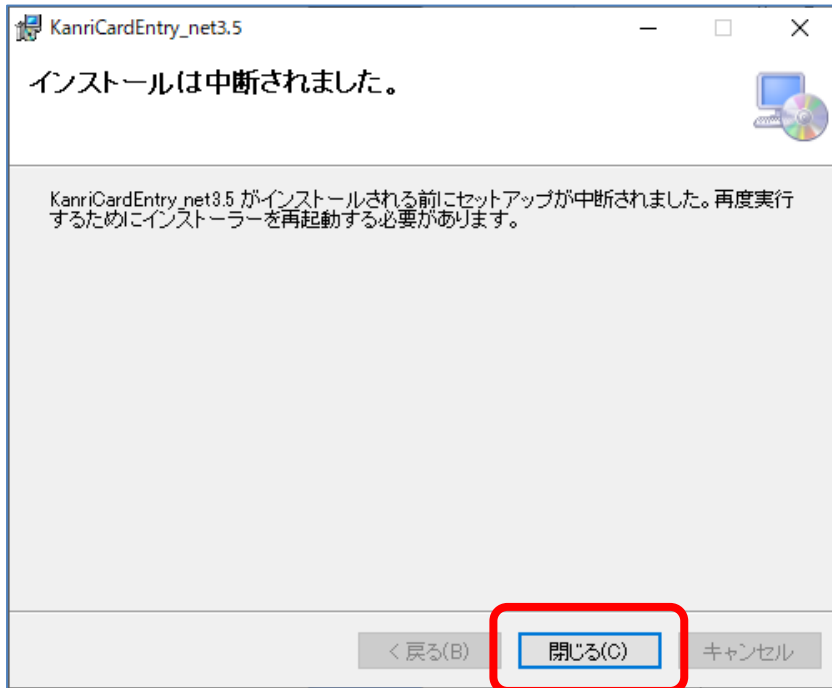 KanriCardEntry_net3.5
インストールは中断されました。
KanriCardEntry_net3.5 がインストールされる前にセットアップが中断されました。再度実行
するためにインストーラーを再起動する必要があります。
< 戻る(B)
閉じる(C)
キャンセル